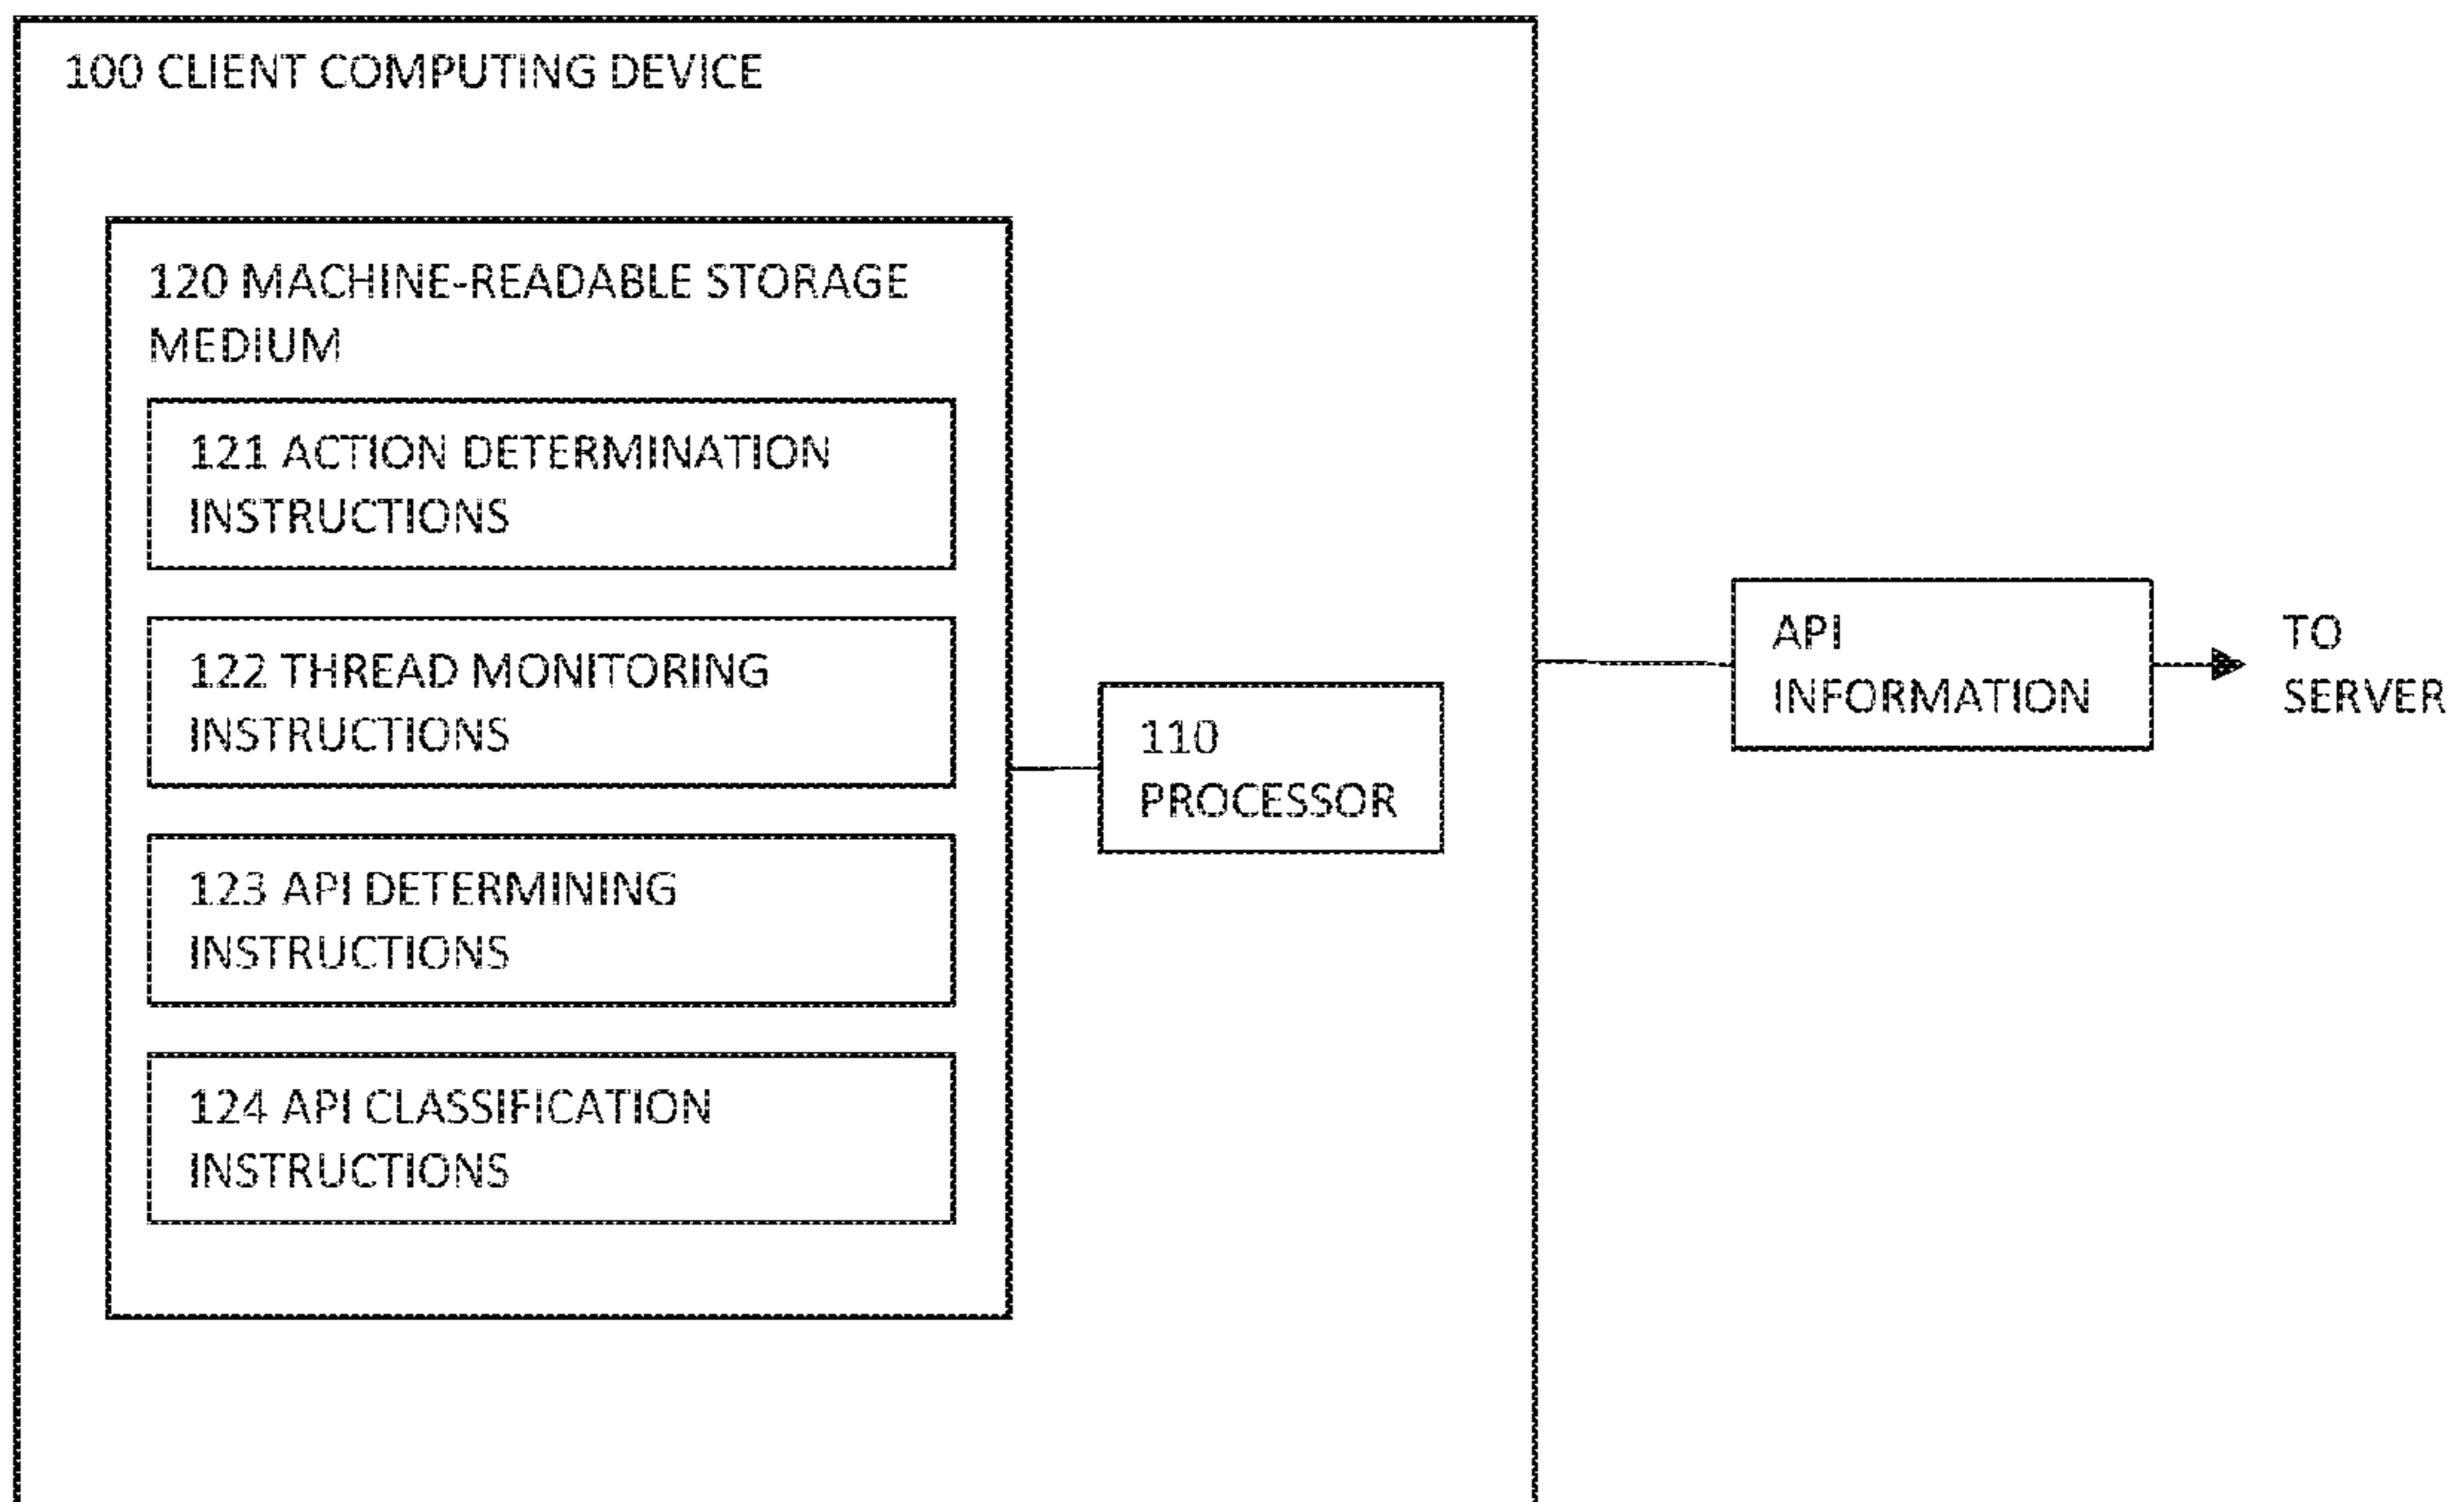 100 CLIENT COMPUTING DEVICE
120 MACHINE-READABLE STORAGE
MEDIUM
121 ACTION DETERMINATION
INSTRUCTIONS
122 THREAD MONITORING
INSTRUCTIONS
123 API DETERMINING
INSTRUCTIONS
124 API CLASSIFICATION
INSTRUCTIONS
110
PROCESSOR
API
INFORMATION
TO
SERVER